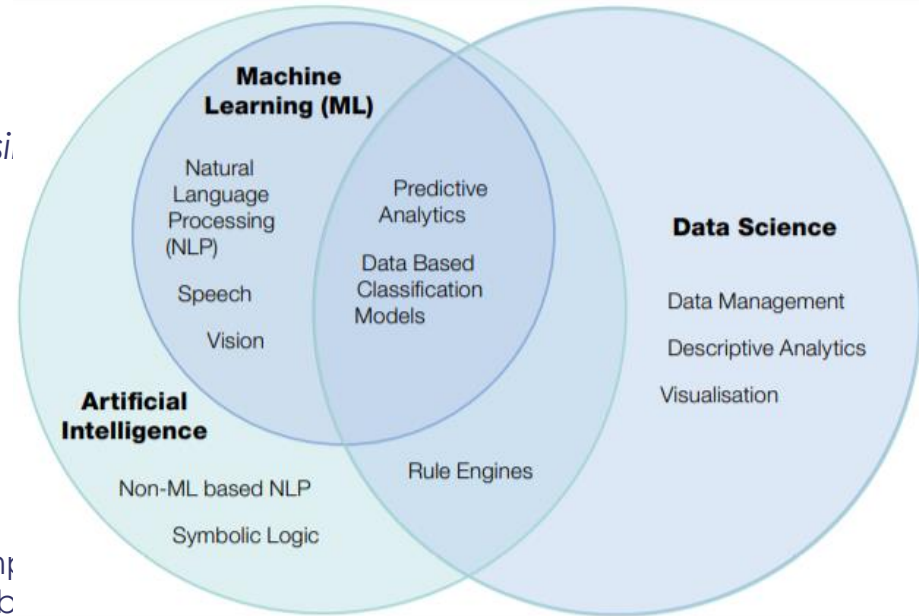 Machine
Learning (ML)
Natural
Language
Processing
(NLP)
Speech
Vision
Predictive
Analytics
Data Based
Classification
Models
Data Science
Data Management
Descriptive Analytics
Visualisation
Artificial
Intelligence
Non-ML based NLP
Symbolic Logic
Rule Engines